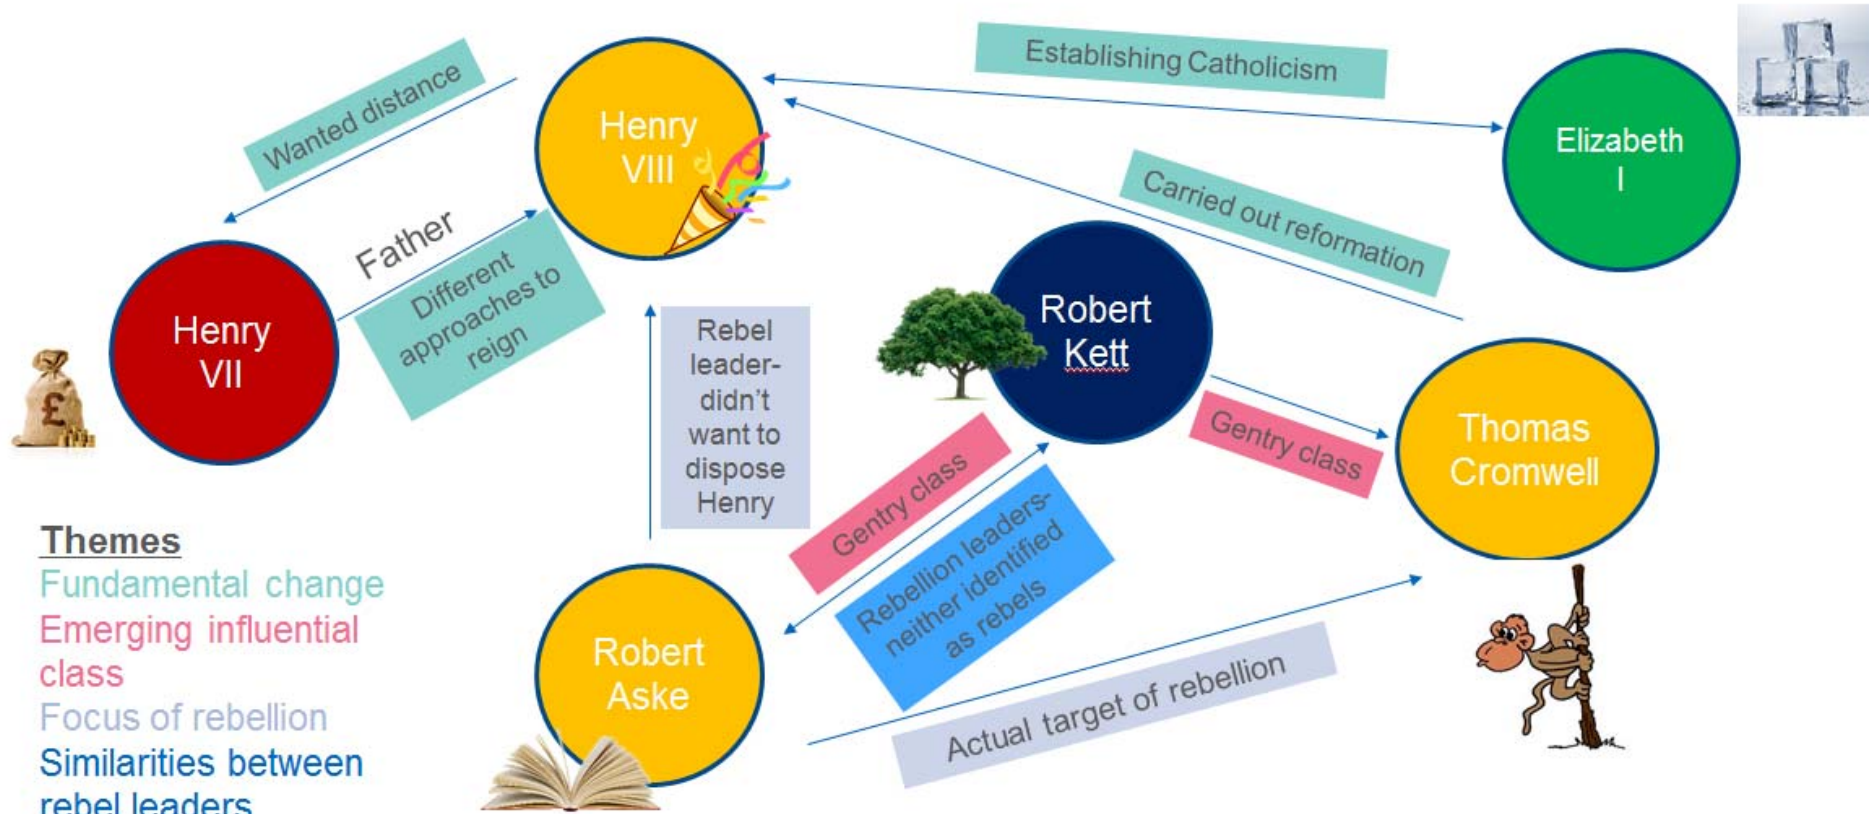 Establishing Catholicism
Wanted distance
Henry
VIII
Elizabeth
I
Carried out reformation
Father
Different
approaches to
reign
Henry
VII
£
Rebel
leader-
didn't
want to
dispose
Henry
Robert
Kett
Gentry class
Thomas
Cromwell
Gentry class
Rebellion leaders-
neither identified
as rebels
Robert
Aske
Actual target of rebellion
Themes
Fundamental change
Emerging influential
class
Focus of rebellion
Similarities between
rebel leaders